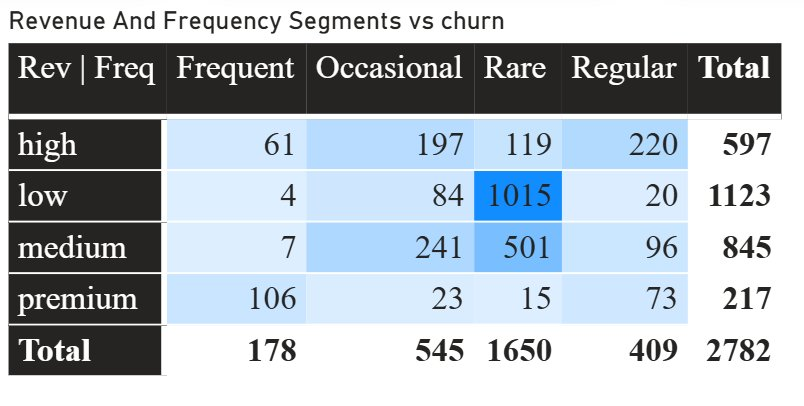 Revenue And Frequency Segments vs churn
Rev | Freq Frequent Occasional Rare Regular Total
high 61 197 119 220 597
low 4 84 1015 20 1123
medium 7 241 501 96 845
premium 106 23 15 73 217
Total 178 545 1650 409 2782